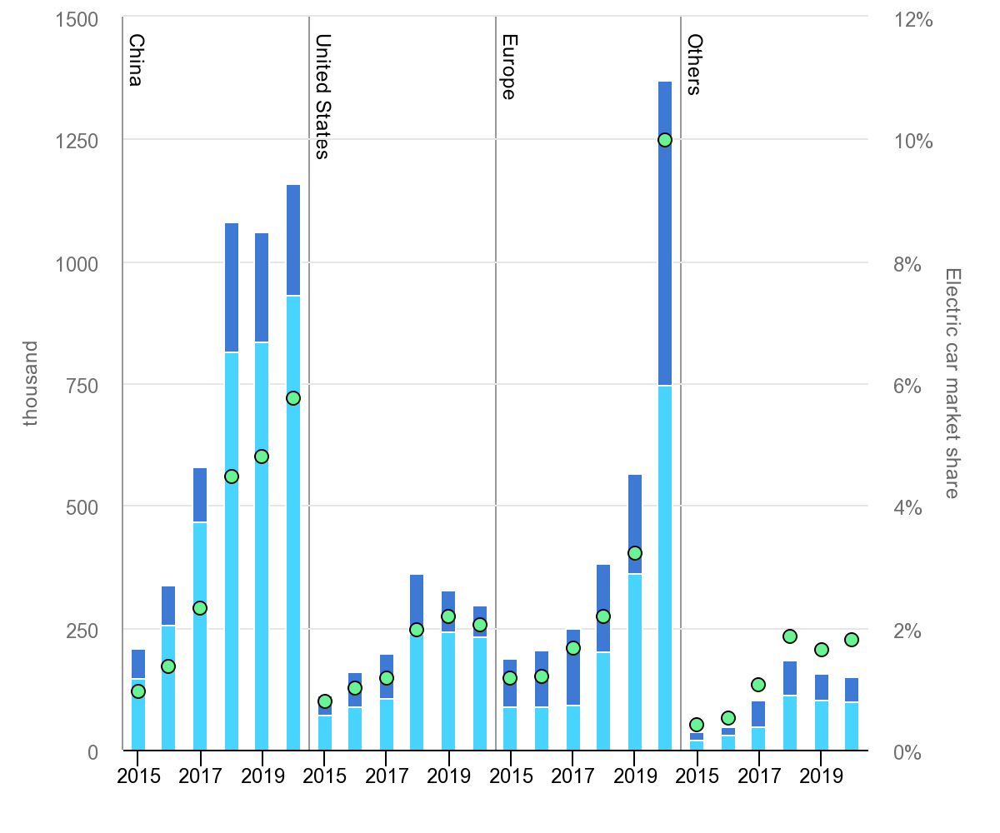 1500
1250
1000
750
500
250
0
thousand
China
United States
Europe
Others
12%
10%
8%
6%
4%
2%
0%
Electric car market share
2015 2017 2019 2015 2017 2019 2015 2017 2019 2015 2017 2019